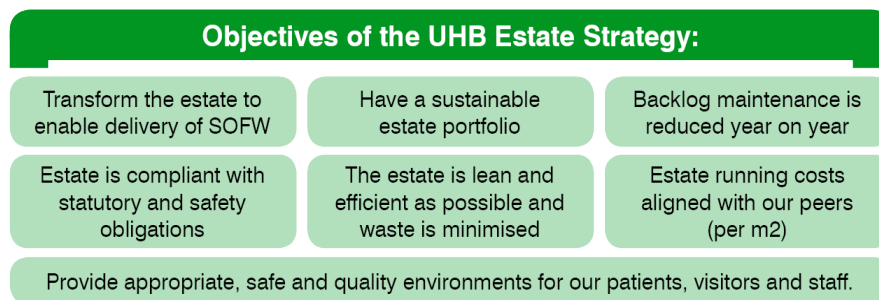 Objectives of the UHB Estate Strategy:
Transform the estate to
enable delivery of SOFW
Have a sustainable
estate portfolio
Backlog maintenance is
reduced year on year
Estate is compliant with
statutory and safety
obligations
The estate is lean and
efficient as possible and
waste is minimised
Estate running costs
aligned with our peers
(per m2)
Provide appropriate, safe and quality environments for our patients, visitors and staff.